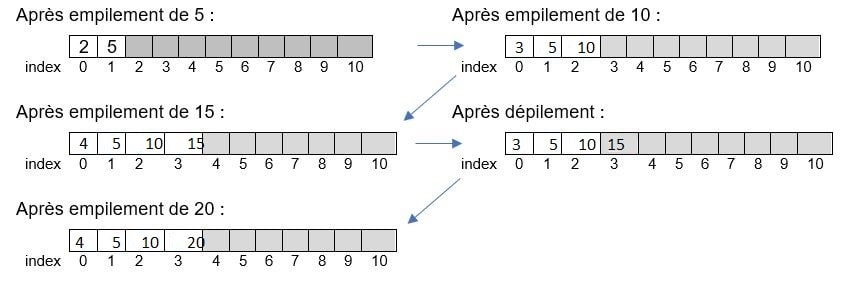 Après empilement de 5 :
2 5
index 0 1 2 3 4 5 6 7 8 9 10
Après empilement de 10 :
3 5 10
index 0 1 2 3 4 5 6 7 8 9 10
Après empilement de 15 :
4 5 10 15
index 0 1 2 3 4 5 6 7 8 9 10
Après dépilement :
3 5 10 15
index 0 1 2 3 4 5 6 7 8 9 10
Après empilement de 20 :
4 5 10 20
index 0 1 2 3 4 5 6 7 8 9 10